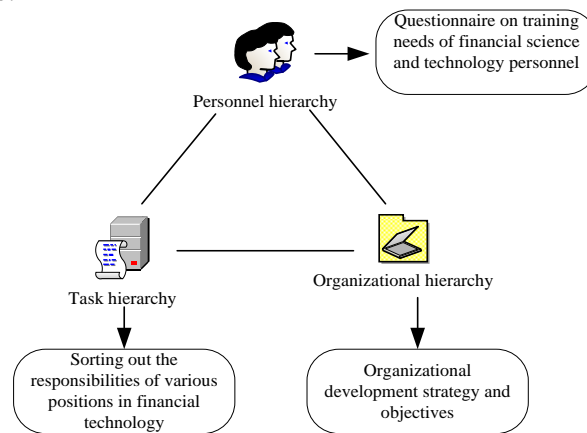 Questionnaire on training
needs of financial science
and technology personnel
Personnel hierarchy
Task hierarchy
Organizational hierarchy
Sorting out the
responsibilities of various
positions in financial
technology
Organizational
development strategy and
objectives